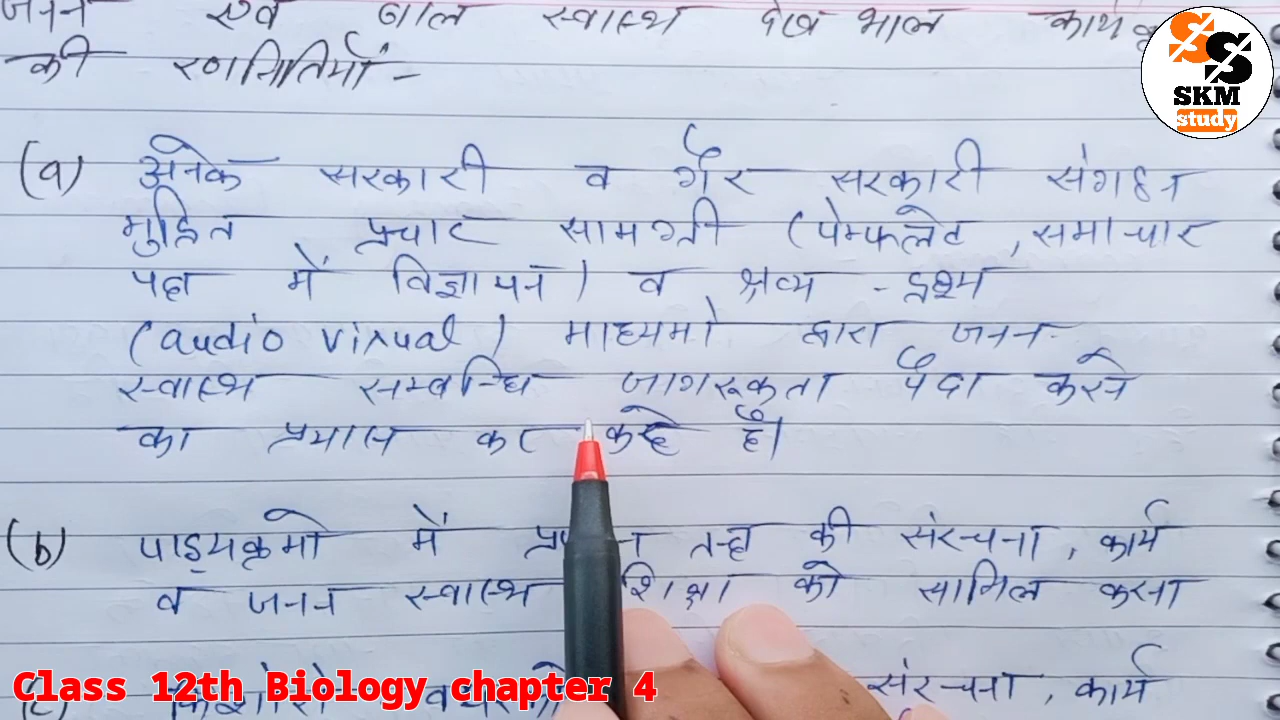 जनन एवं बाल स्वास्थ देख भाल कार्यक्र
की रणनितियाँ -
(a) अनेक सरकारी व गैर सरकारी संगठन
मुद्रित प्रचार सामग्री (पेम्फलेट , समाचार
पत्र में विज्ञापन) व श्रव्य - दृश्य
(audio visual) माध्यमो द्वारा जनन
स्वास्थ सम्बन्धि जागरूकता पैदा करने
का प्रयास कर रहे है।
(b) पाठ्यक्रमो में तन्त्र की संरचना , कार्य
व जनन स्वास्थ शिक्षा को सामिल करना
(c) किशोरो संरचना , कार्य
SS
SKM
study
Class 12th Biology chapter 4